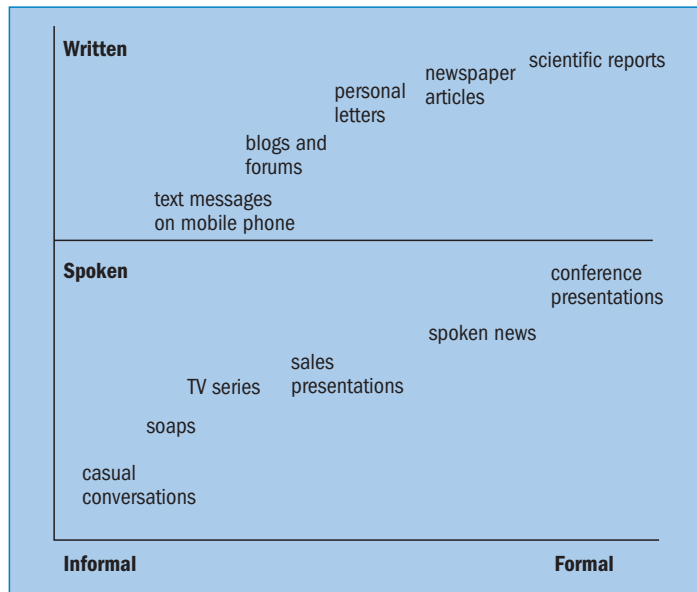 Written
scientific reports
newspaper
articles
personal
letters
blogs and
forums
text messages
on mobile phone
Spoken
conference
presentations
spoken news
sales
presentations
TV series
soaps
casual
conversations
Informal
Formal